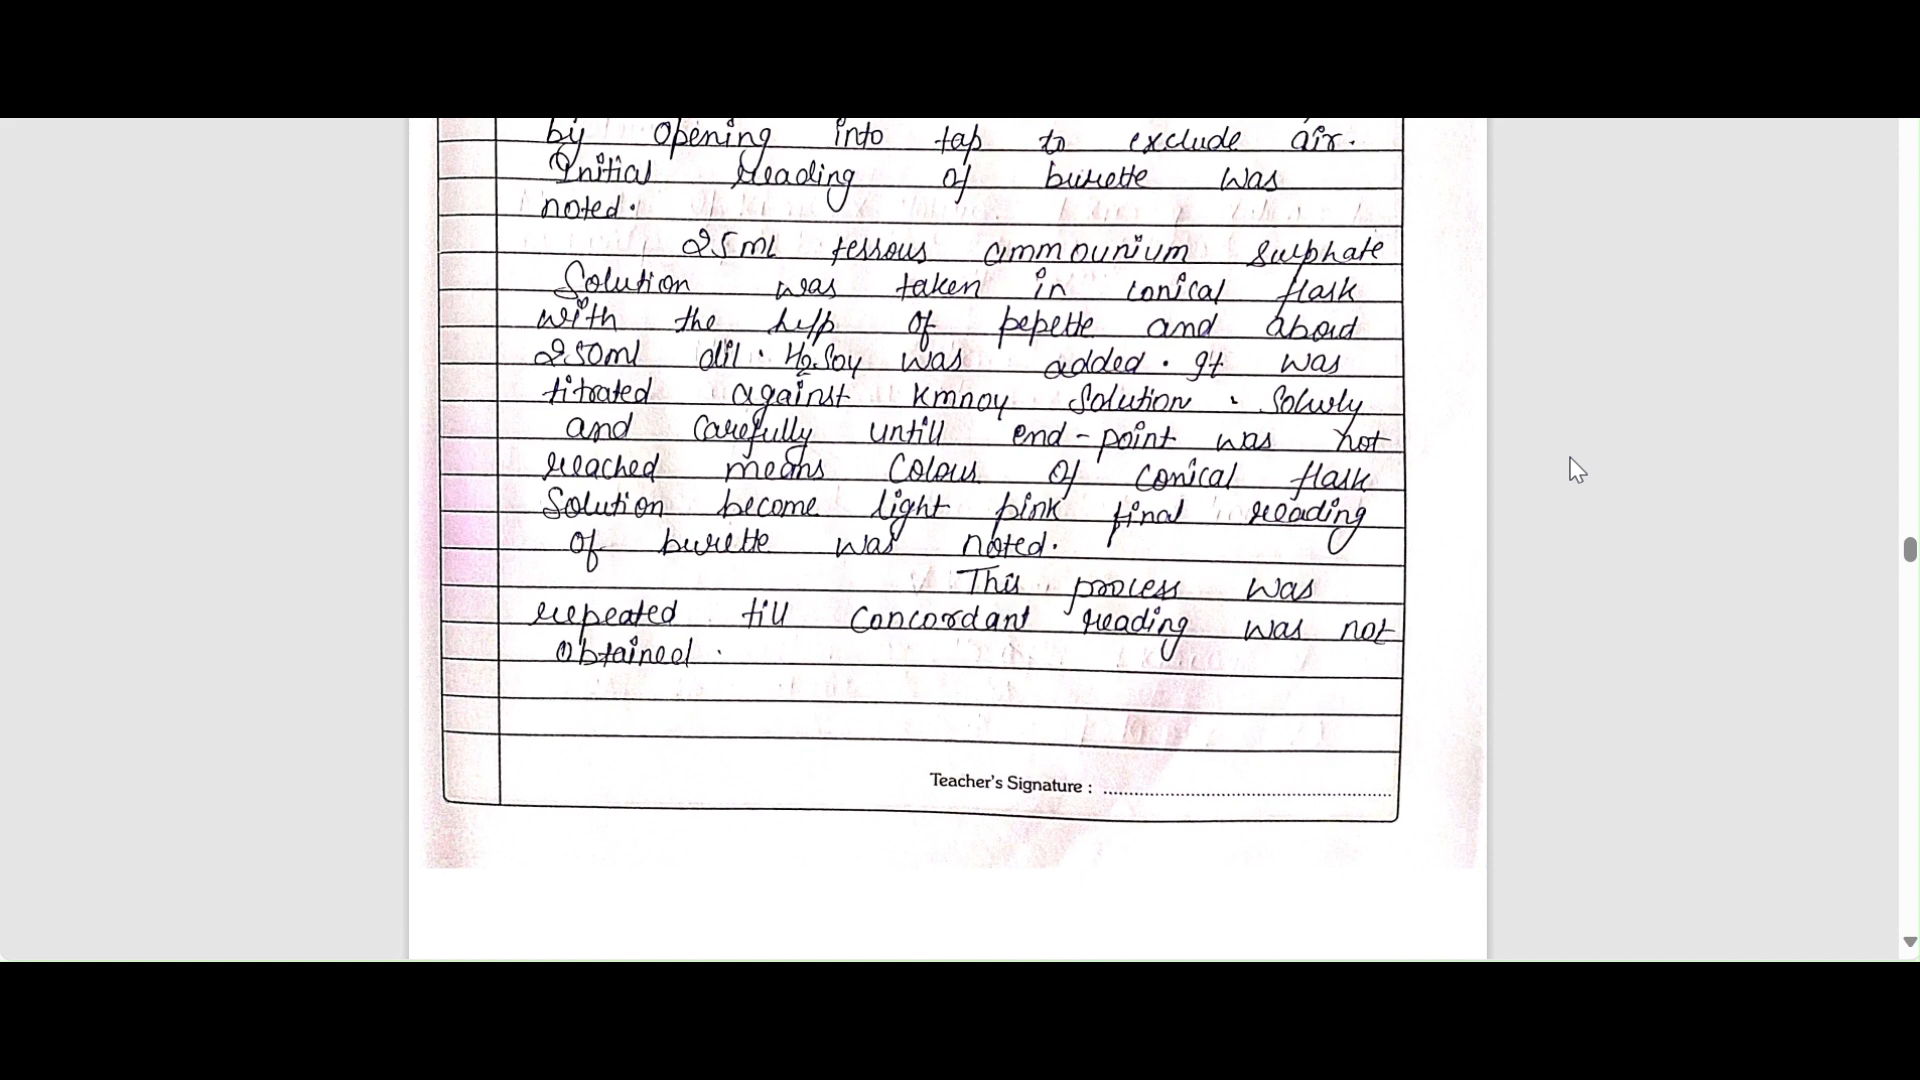 by opening into tap to exclude air.
Initial reading of burette was
noted.
25ml ferrous ammounium Sulphate
Solution was taken in conical flask
with the help of pepette and aboud
250ml dil. H2SO4 was added. It was
titrated against kmno4 Solution. Solwly
and Carefully untill end-point was not
reached means Colour of Conical flask
Solution become light pink final reading
of burette was noted.
This process was
repeated till Concordant reading was not
obtained.
Teacher's Signature : ..........................................................